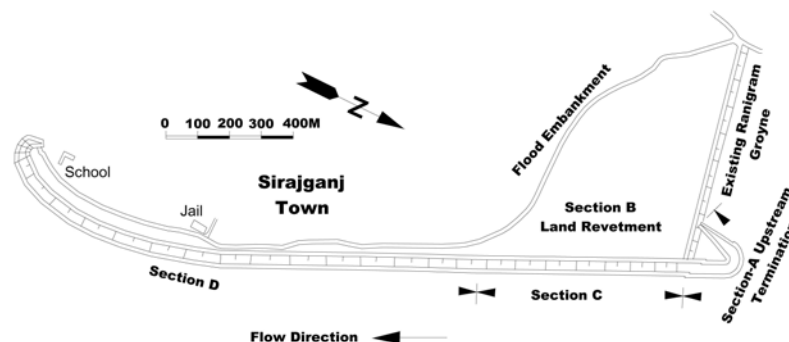 Flood Embankment
Existing Ranigram
Groyne
Z
0 100 200 300 400M
School
Sirajganj
Town
Jail
Section B
Land Revetment
Section-A Upstream
Termination
Section D
Section C
Flow Direction